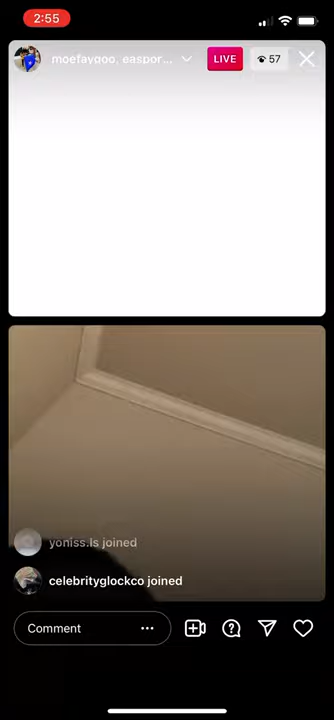 2:55
moefaygoo, easpor...
LIVE
57
yoniss.ls joined
celebrityglockco joined
Comment